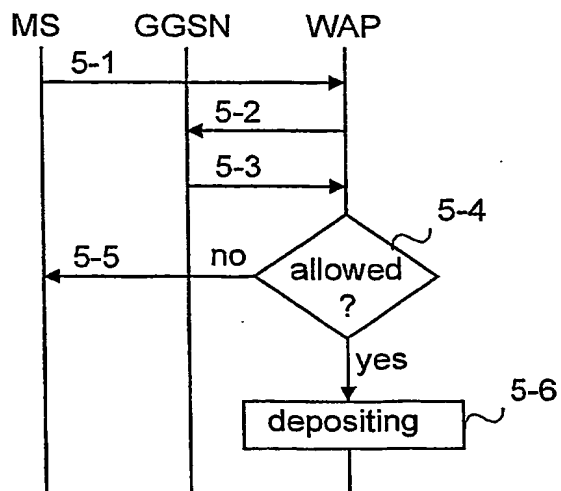 MS GGSN WAP
5-1
5-2
5-3
5-4
5-5 no allowed
?
yes
depositing 5-6